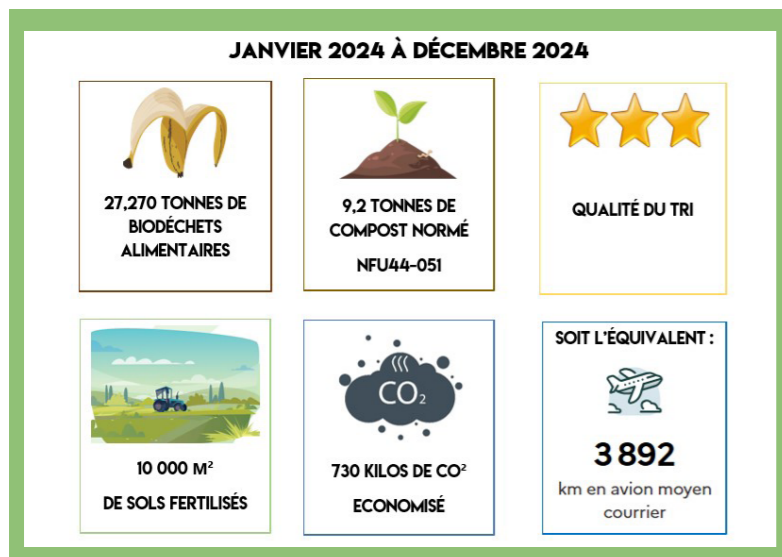 JANVIER 2024 À DÉCEMBRE 2024
27,270 TONNES DE
BIODÉCHETS
ALIMENTAIRES
9,2 TONNES DE
COMPOST NORMÉ
NFU44-051
QUALITÉ DU TRI
10 000 M²
DE SOLS FERTILISÉS
CO₂
730 KILOS DE CO²
ECONOMISÉ
SOIT L'ÉQUIVALENT :
3 892
km en avion moyen
courrier